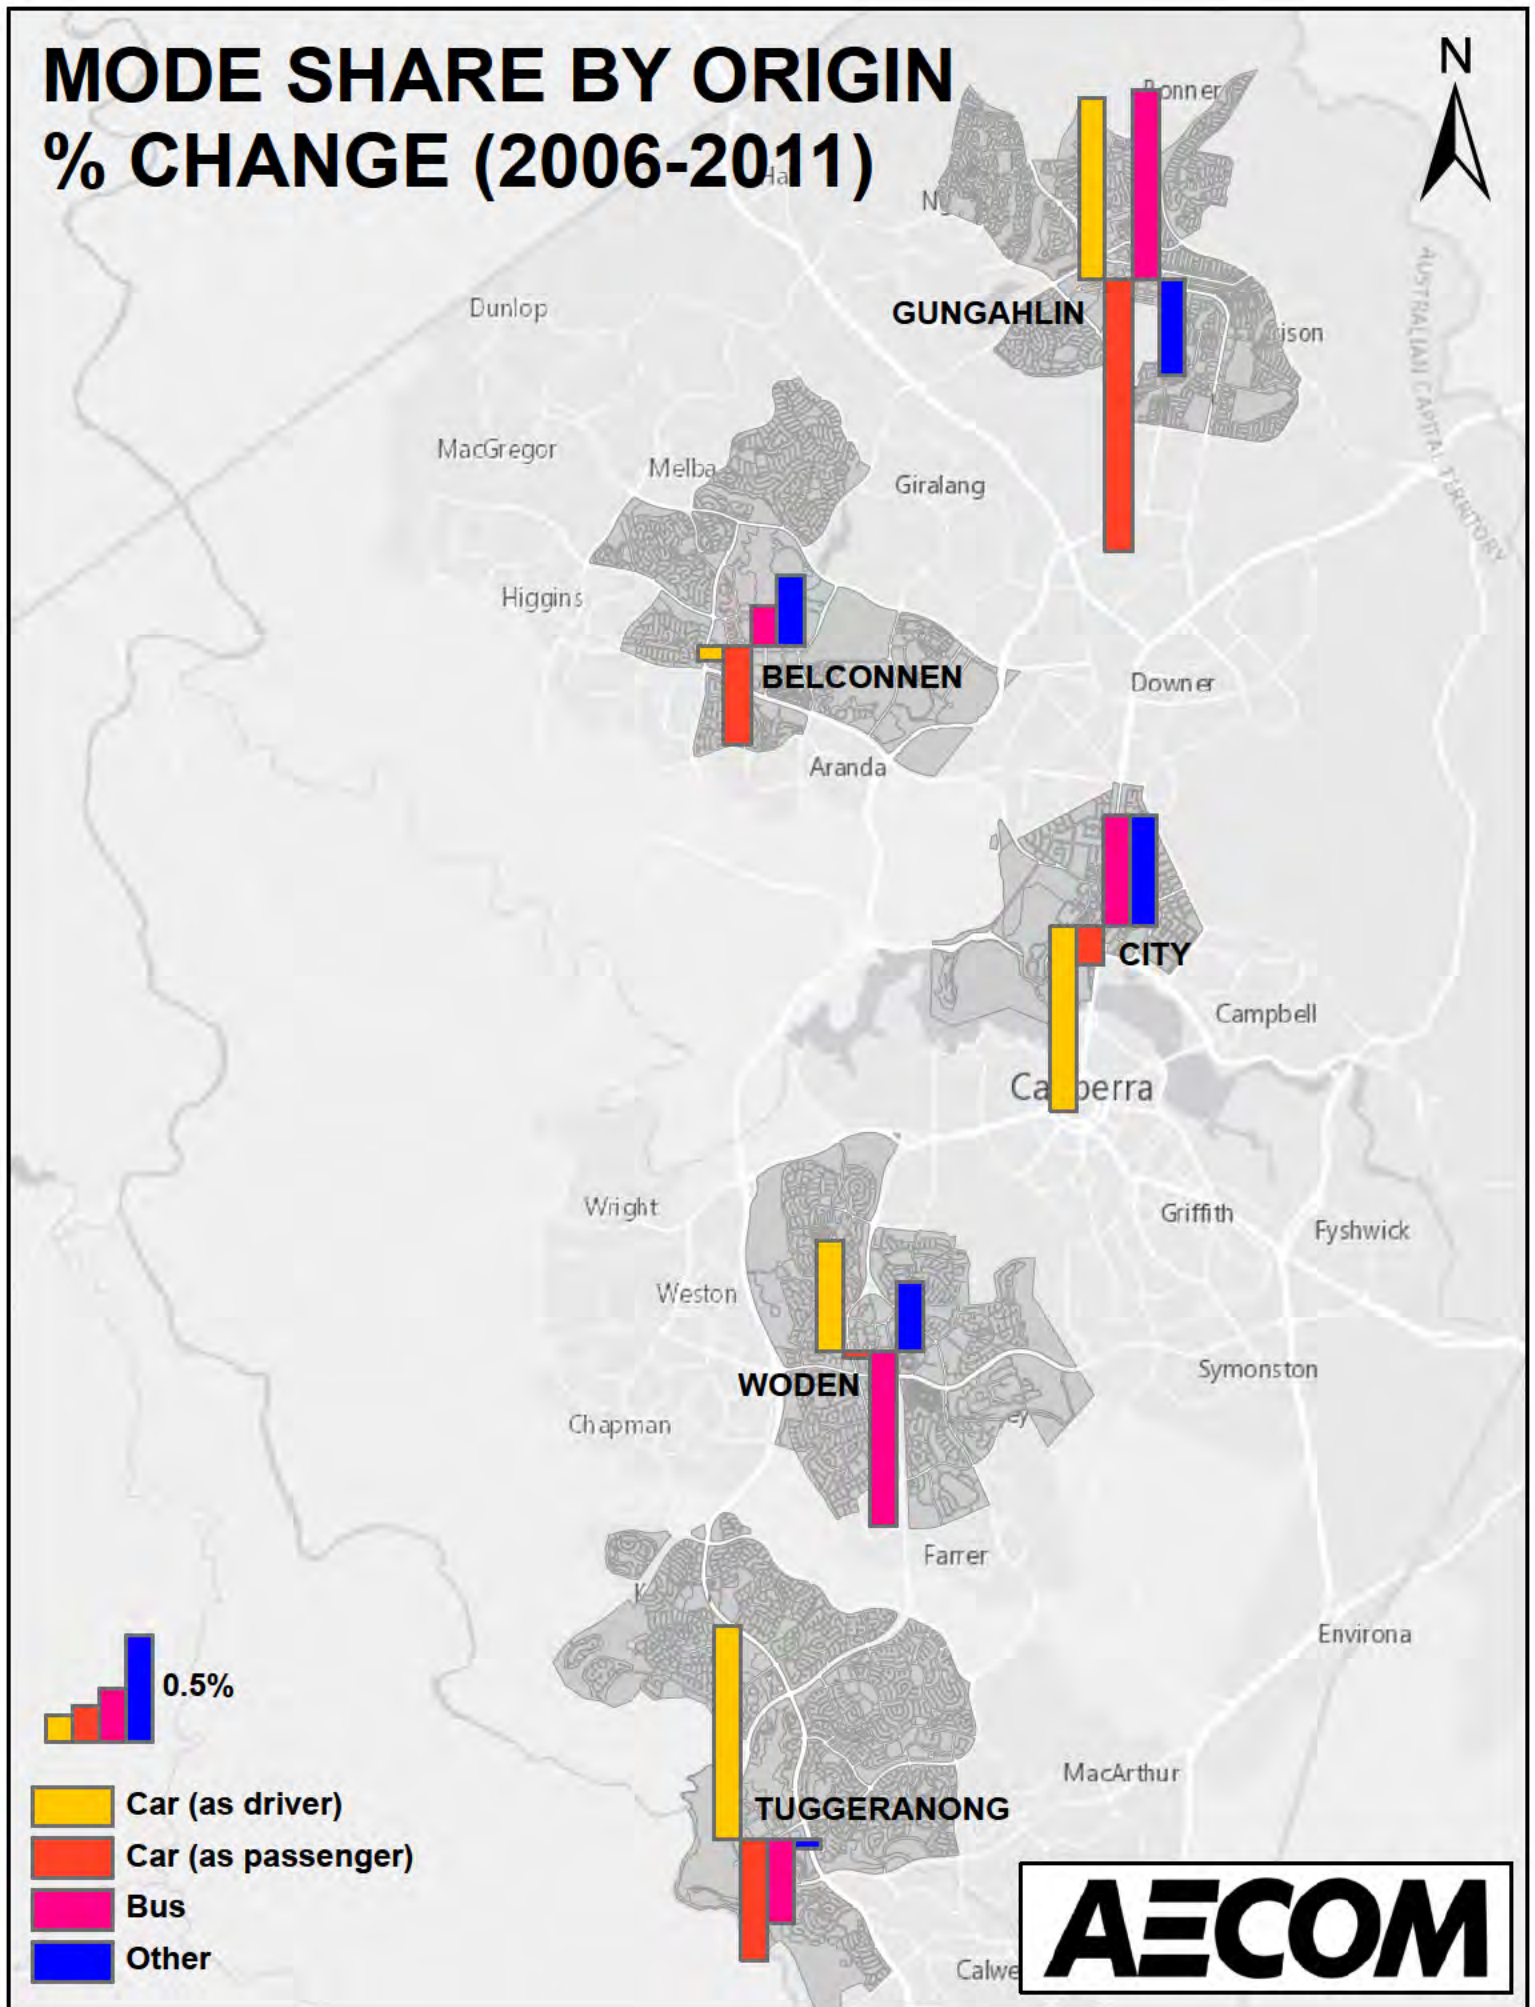 MODE SHARE BY ORIGIN
% CHANGE (2006-2011)
N
Bonner
Dunlop
GUNGAHLIN
AUSTRALIAN CAPITAL TERRITORY
MacGregor
Melba
Giralang
Higgins
BELCONNEN
Downer
Aranda
CITY
Campbell
Wright
Griffith
Fyshwick
Weston
WODEN
Symonston
Chapman
Farrer
Environa
0.5%
MacArthur
Car (as driver)
TUGGERANONG
Car (as passenger)
Bus
Other
AECOM